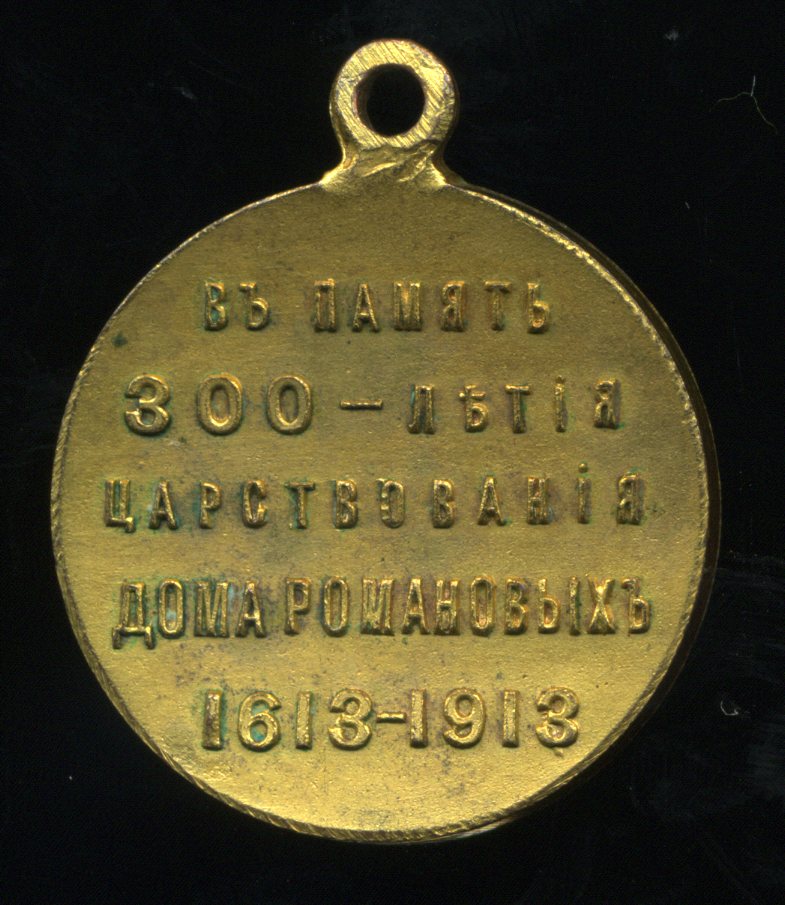 ВЪ ПАМЯТЬ
300-ЛѢТІЯ
ЦАРСТВОВАНІЯ
ДОМА РОМАНОВЫХЪ
1613-1913